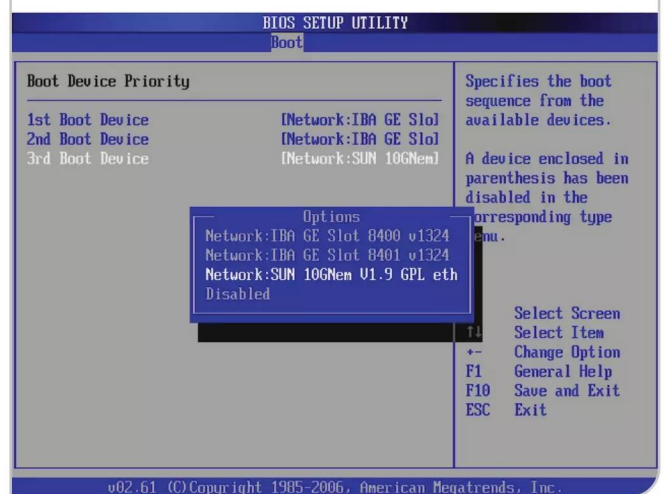 BIOS SETUP UTILITY
Boot
Boot Device Priority
1st Boot Device [Network:IBA GE Slo]
2nd Boot Device [Network:IBA GE Slo]
3rd Boot Device [Network:SUN 10GNem]
Options
Network:IBA GE Slot 8400 v1324
Network:IBA GE Slot 8401 v1324
Network:SUN 10GNem V1.9 GPL eth
Disabled
Specifies the boot
sequence from the
available devices.
A device enclosed in
parenthesis has been
disabled in the
corresponding type
menu.
Select Screen
↑↓ Select Item
+- Change Option
F1 General Help
F10 Save and Exit
ESC Exit
v02.61 (C)Copyright 1985-2006, American Megatrends, Inc.